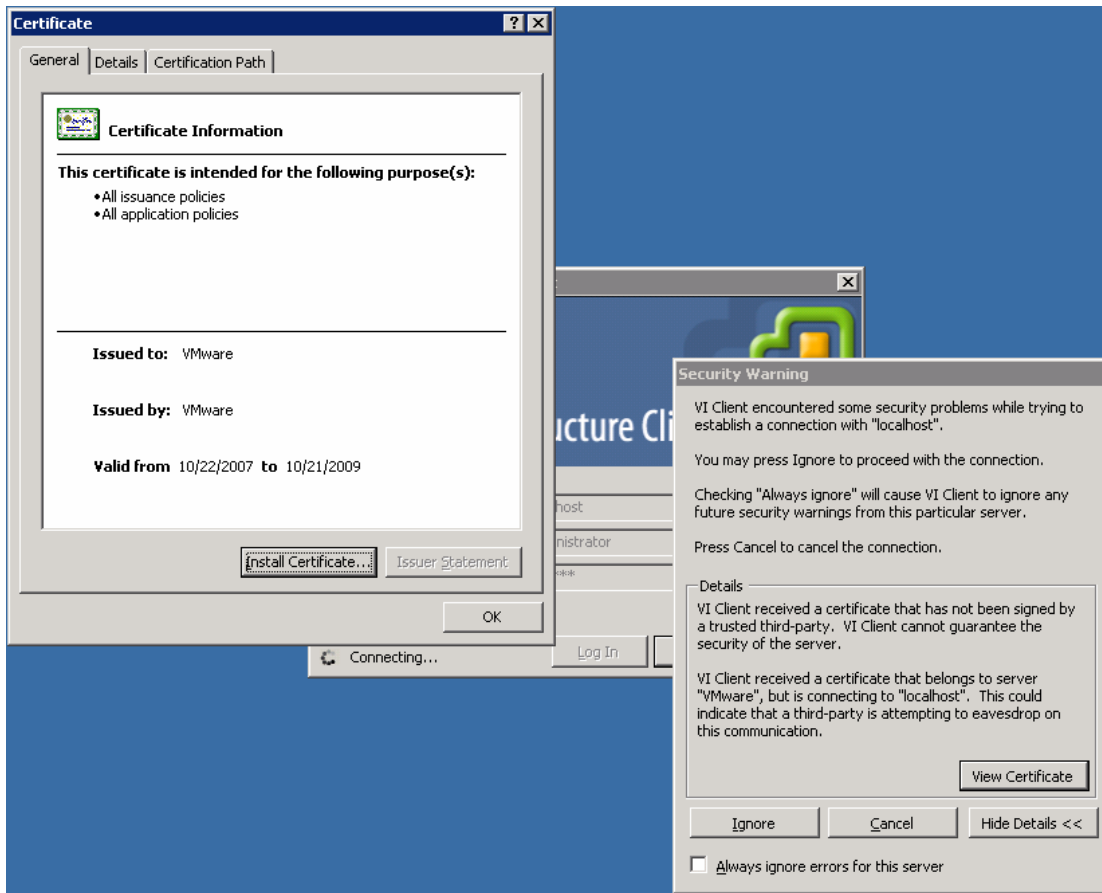 Certificate
General
Details
Certification Path
Certificate Information
This certificate is intended for the following purpose(s):
•All issuance policies
•All application policies
Issued to: VMware
Issued by: VMware
Valid from 10/22/2007 to 10/21/2009
Install Certificate...
Issuer Statement
OK
ucture Cli
host
nistrator
***
Connecting...
Log In
Security Warning
VI Client encountered some security problems while trying to
establish a connection with "localhost".
You may press Ignore to proceed with the connection.
Checking "Always ignore" will cause VI Client to ignore any
future security warnings from this particular server.
Press Cancel to cancel the connection.
Details
VI Client received a certificate that has not been signed by
a trusted third-party. VI Client cannot guarantee the
security of the server.
VI Client received a certificate that belongs to server
"VMware", but is connecting to "localhost". This could
indicate that a third-party is attempting to eavesdrop on
this communication.
View Certificate
Ignore
Cancel
Hide Details <<
Always ignore errors for this server